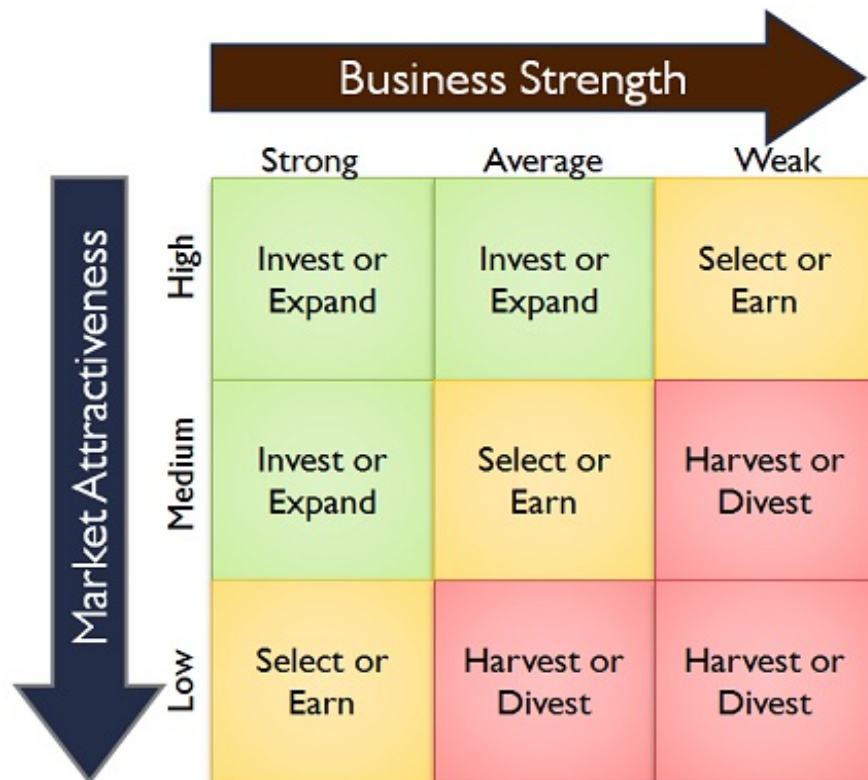 Business Strength
Strong Average Weak
Market Attractiveness
High
Invest or
Expand
Invest or
Expand
Select or
Earn
Medium
Invest or
Expand
Select or
Earn
Harvest or
Divest
Low
Select or
Earn
Harvest or
Divest
Harvest or
Divest